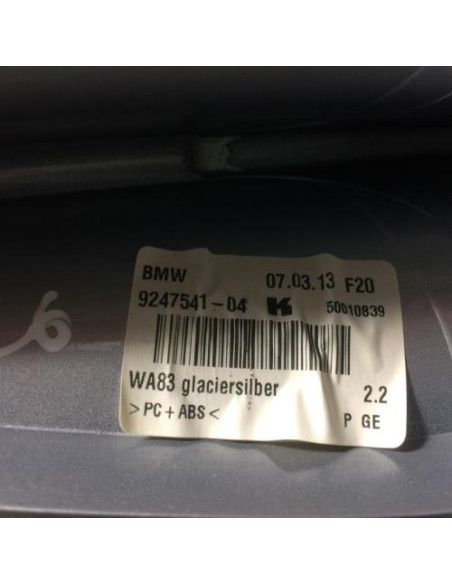 BMW 07.03.13 F20
9247541-04 K 50010839
WA83 glaciersilber 2.2
>PC+ABS< P GE